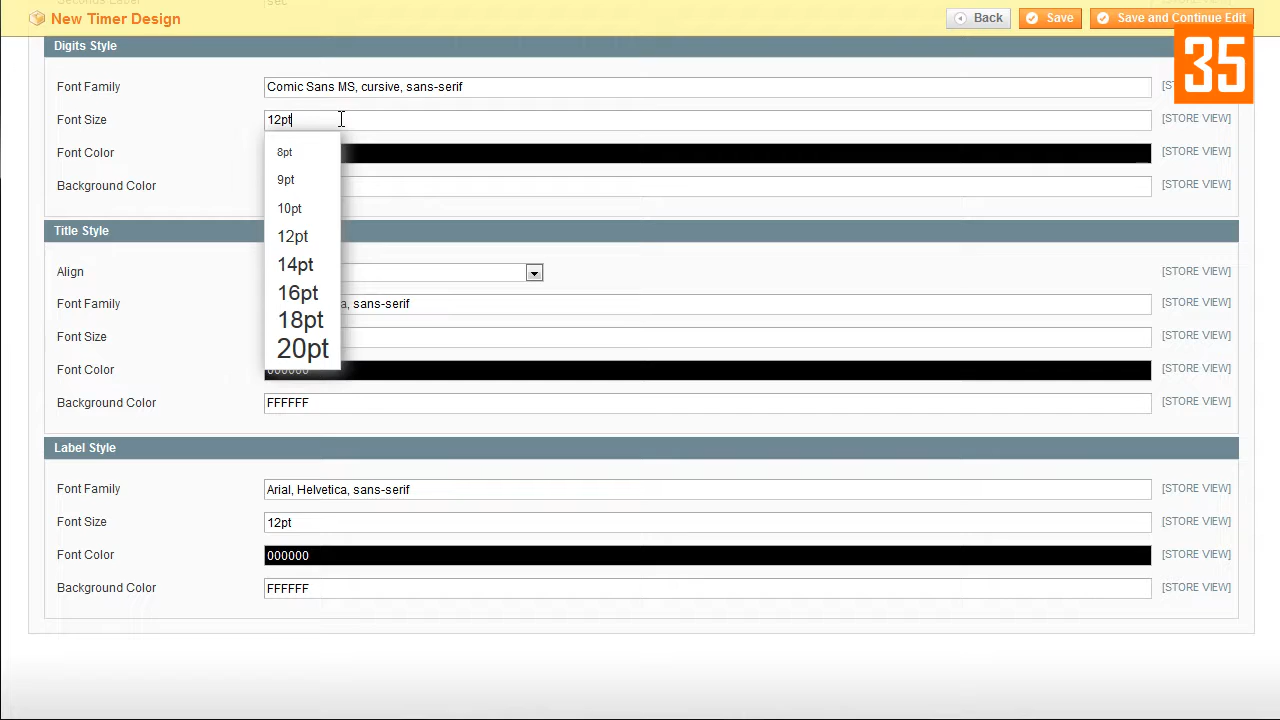 Seconds Label sec.
New Timer Design Back Save Save and Continue Edit
35
Digits Style
Font Family Comic Sans MS, cursive, sans-serif
Font Size 12pt [STORE VIEW]
Font Color [STORE VIEW]
Background Color [STORE VIEW]
8pt
9pt
10pt
12pt
14pt
16pt
18pt
20pt
Title Style
Align [STORE VIEW]
Font Family a, sans-serif [STORE VIEW]
Font Size [STORE VIEW]
Font Color 000000 [STORE VIEW]
Background Color FFFFFF [STORE VIEW]
Label Style
Font Family Arial, Helvetica, sans-serif [STORE VIEW]
Font Size 12pt [STORE VIEW]
Font Color 000000 [STORE VIEW]
Background Color FFFFFF [STORE VIEW]